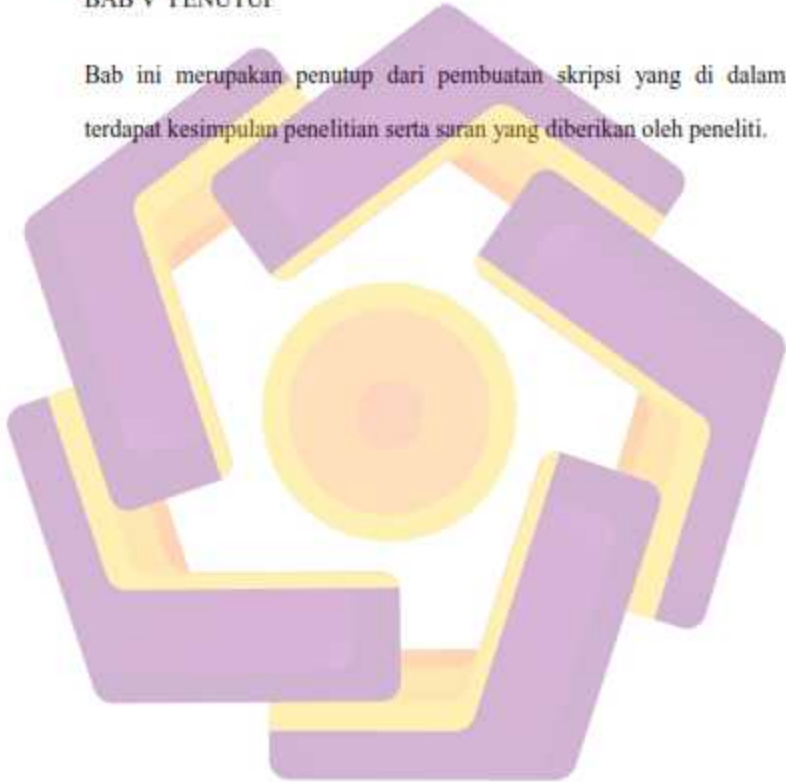 BAB V PENUTUP
Bab ini merupakan penutup dari pembuatan skripsi yang di dalam
terdapat kesimpulan penelitian serta saran yang diberikan oleh peneliti.